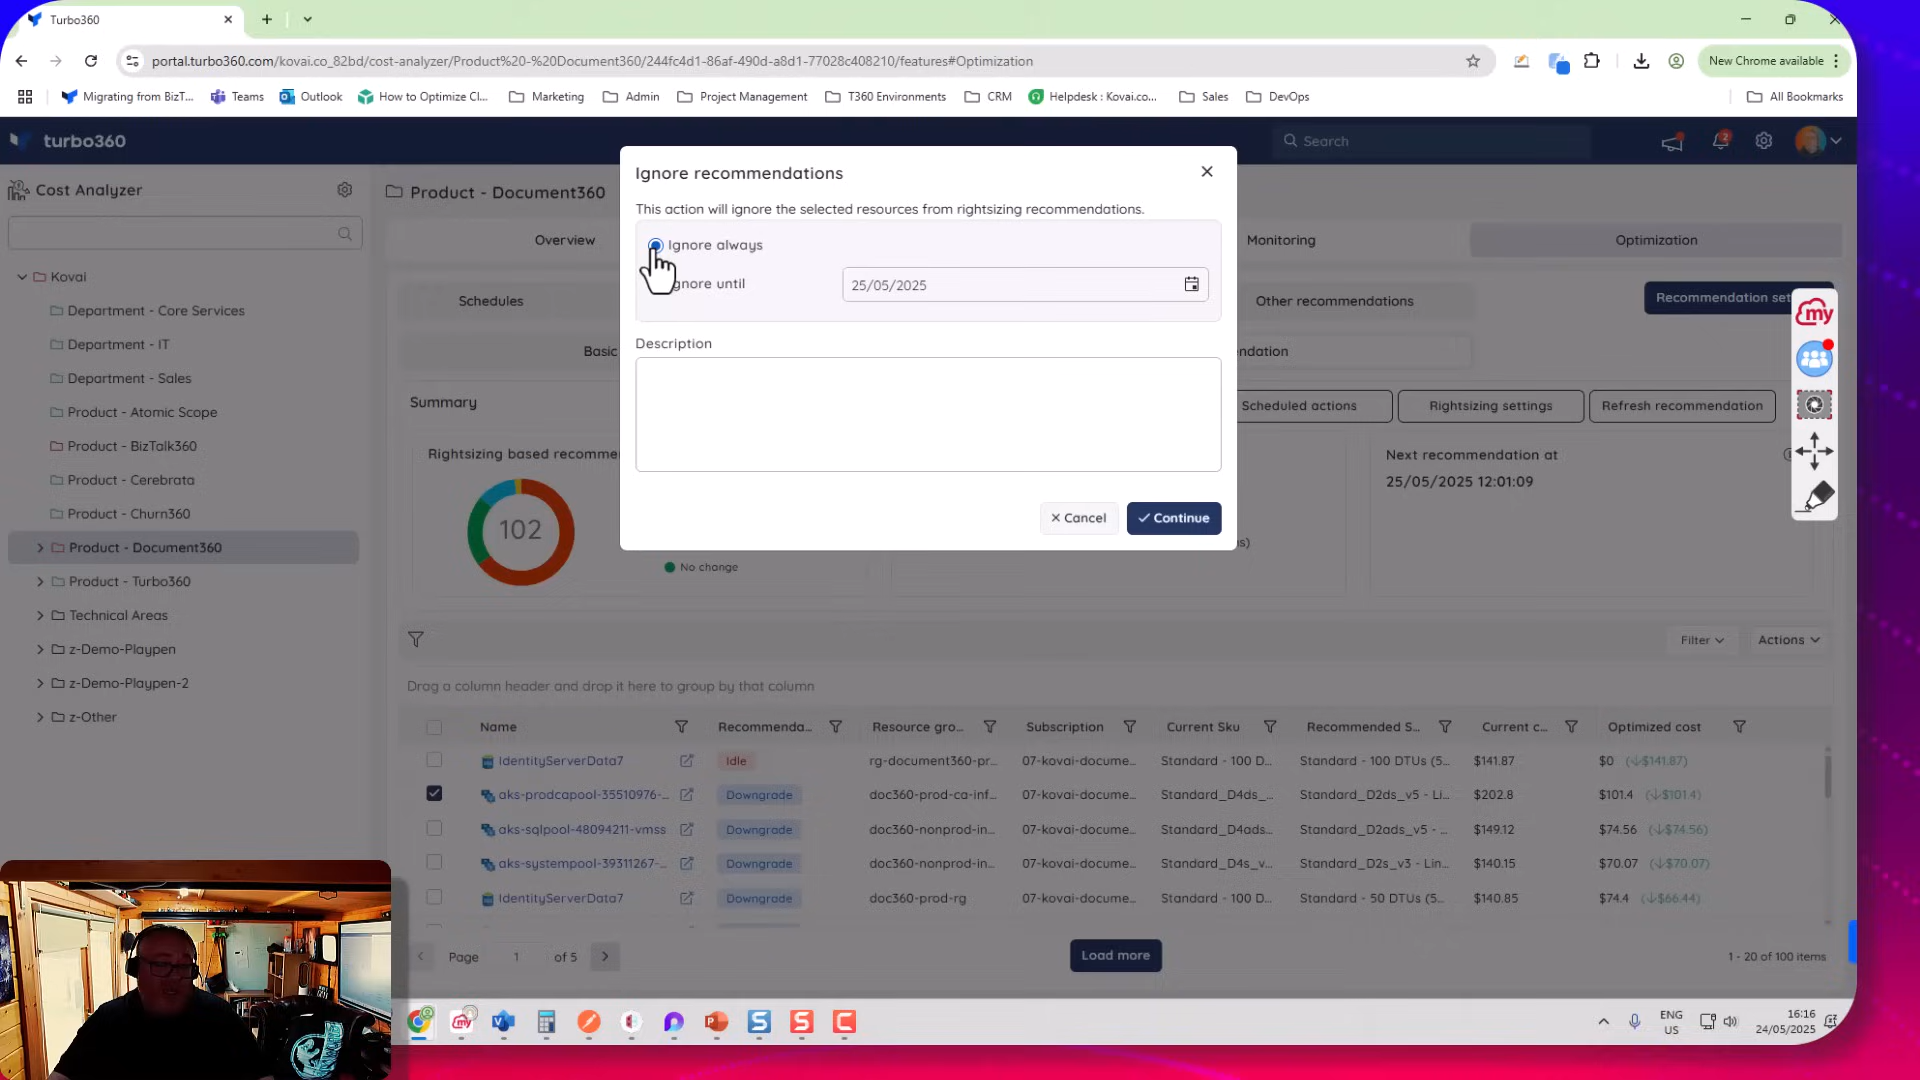 Turbo360
portal.turbo360.com/kovai.co_82bd/cost-analyzer/Product%20-%20Document360/244fc4d1-86af-490d-a8d1-77028c408210/features#Optimization
New Chrome available
Migrating from BizT...
Teams
Outlook
How to Optimize Cl...
Marketing
Admin
Project Management
T360 Environments
CRM
Helpdesk : Kovai.co...
Sales
DevOps
All Bookmarks
turbo360
Search
2
Cost Analyzer
Kovai
Department - Core Services
Department - IT
Department - Sales
Product - Atomic Scope
Product - BizTalk360
Product - Cerebrata
Product - Churn360
Product - Document360
Product - Turbo360
Technical Areas
z-Demo-Playpen
z-Demo-Playpen-2
z-Other
Product - Document360
Overview
Monitoring
Optimization
Schedules
Other recommendations
Recommendation set
Basic
ndation
Summary
Scheduled actions
Rightsizing settings
Refresh recommendation
Rightsizing based recomme
102
No change
Next recommendation at
25/05/2025 12:01:09
my
Ignore recommendations
This action will ignore the selected resources from rightsizing recommendations.
Ignore always
gnore until
25/05/2025
Description
Cancel
Continue
Filter
Actions
Drag a column header and drop it here to group by that column
Name Recommenda... Resource gro... Subscription Current Sku Recommended S... Current c... Optimized cost
IdentityServerData7 Idle rg-document360-pr... 07-kovai-docume... Standard - 100 D... Standard - 100 DTUs (5... $141.87 $0 (↓$141.87)
aks-prodcapool-35510976-... Downgrade doc360-prod-ca-inf... 07-kovai-docume... Standard_D4ds_... Standard_D2ds_v5 - Li... $202.8 $101.4 (↓$101.4)
aks-sqlpool-48094211-vmss Downgrade doc360-nonprod-in... 07-kovai-docume... Standard_D4ads... Standard_D2ads_v5 - ... $149.12 $74.56 (↓$74.56)
aks-systempool-39311267-... Downgrade doc360-nonprod-in... 07-kovai-docume... Standard_D4s_v... Standard_D2s_v3 - Lin... $140.15 $70.07 (↓$70.07)
IdentityServerData7 Downgrade doc360-prod-rg 07-kovai-docume... Standard - 100 D... Standard - 50 DTUs (5... $140.85 $74.4 (↓$66.44)
Page 1 of 5
Load more
1 - 20 of 100 items
ENG
US
16:16
24/05/2025